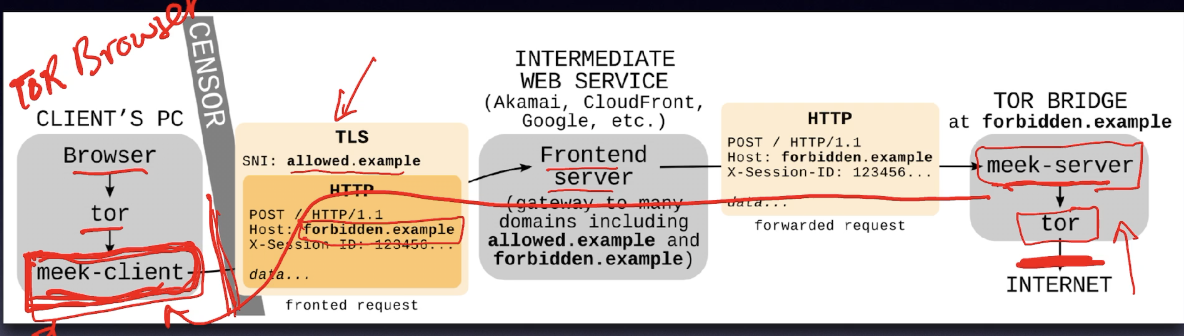 TOR Browser
CENSOR
CLIENT'S PC
Browser
tor
meek-client
TLS
SNI: allowed.example
HTTP
POST / HTTP/1.1
Host: forbidden.example
X-Session-ID: 123456...
data...
fronted request
INTERMEDIATE
WEB SERVICE
(Akamai, CloudFront,
Google, etc.)
Frontend
server
(gateway to many
domains including
allowed.example and
forbidden.example)
HTTP
POST / HTTP/1.1
Host: forbidden.example
X-Session-ID: 123456...
data...
forwarded request
TOR BRIDGE
at forbidden.example
meek-server
tor
INTERNET